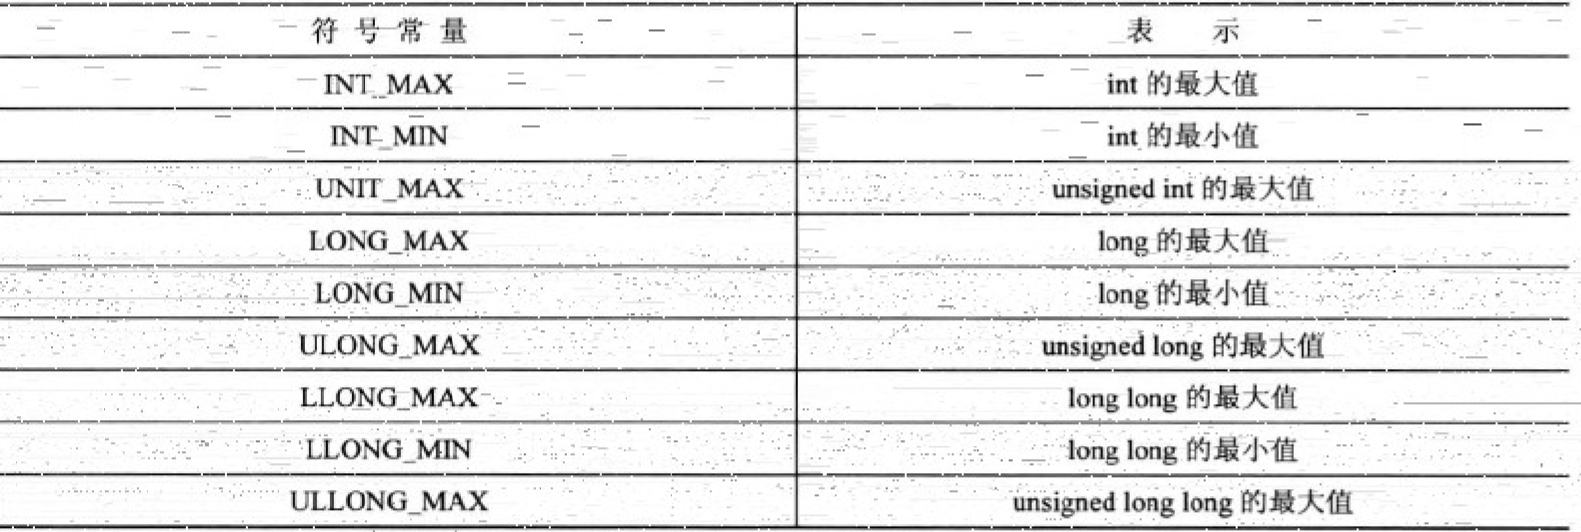 符号常量 表示
INT_MAX int 的最大值
INT_MIN int 的最小值
UNIT_MAX unsigned int 的最大值
LONG_MAX long 的最大值
LONG_MIN long 的最小值
ULONG_MAX unsigned long 的最大值
LLONG_MAX long long 的最大值
LLONG_MIN long long 的最小值
ULLONG_MAX unsigned long long 的最大值